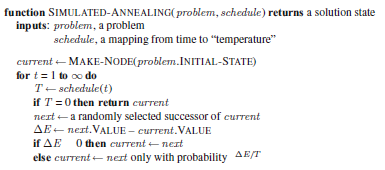 function SIMULATED-ANNEALING(problem, schedule) returns a solution state
inputs: problem, a problem
schedule, a mapping from time to “temperature”
current ← MAKE-NODE(problem.INITIAL-STATE)
for t = 1 to ∞ do
T ← schedule(t)
if T = 0 then return current
next ← a randomly selected successor of current
ΔE ← next.VALUE – current.VALUE
if ΔE 0 then current ← next
else current ← next only with probability ΔE/T